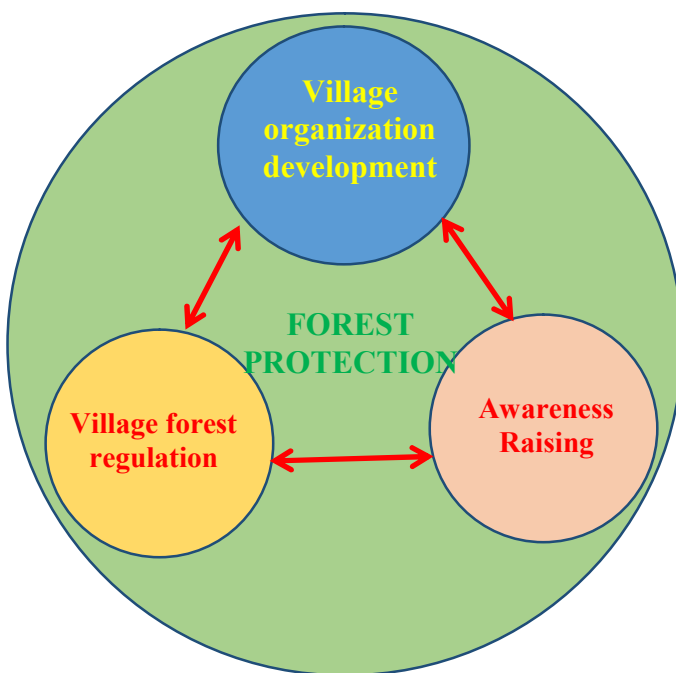 Village
organization
development
FOREST
PROTECTION
Village forest
regulation
Awareness
Raising